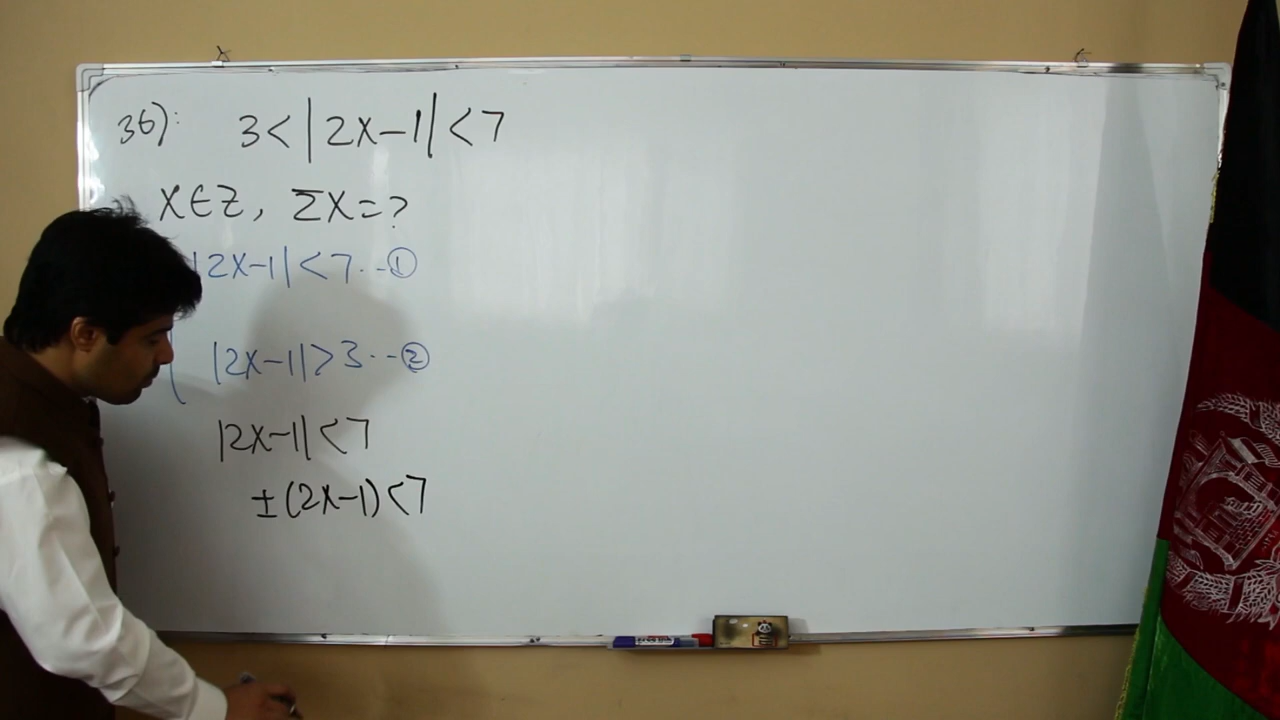 36): 3<|2x-1|<7
x∈Z, Σx=?
|2x-1|<7 --①
|2x-1|>3 --②
|2x-1|<7
±(2x-1)<7